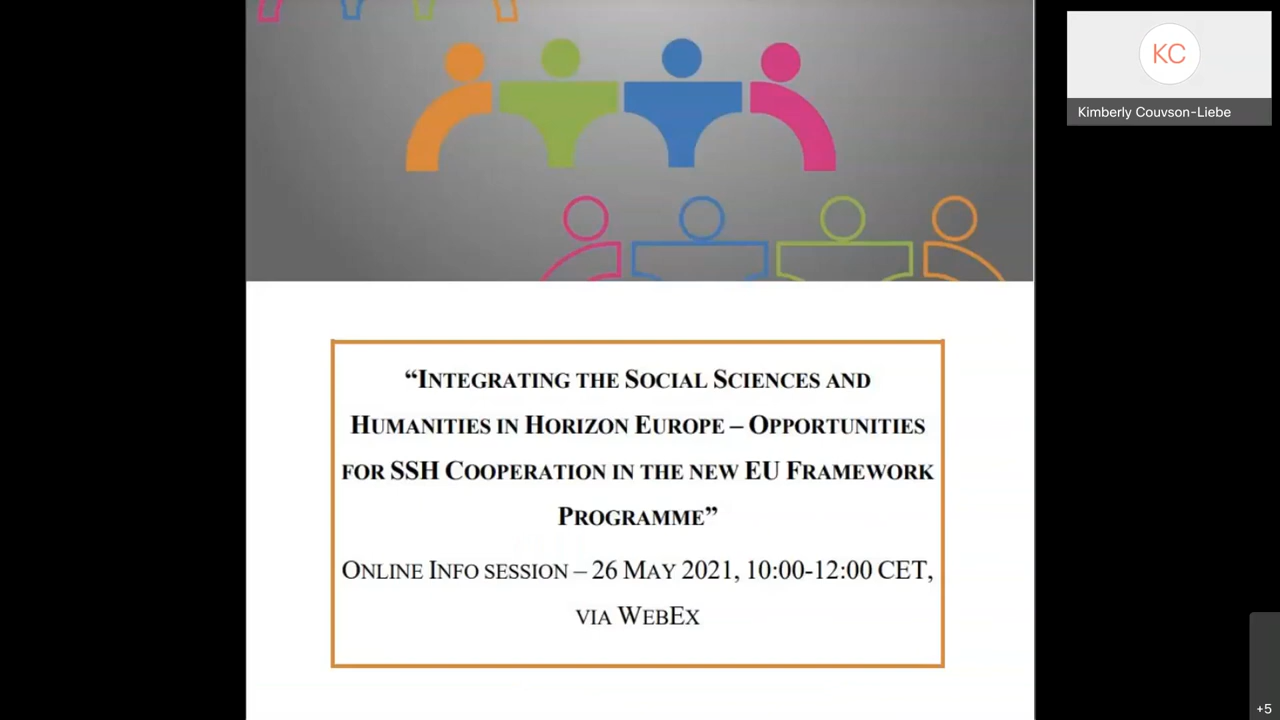 KC
Kimberly Couvson-Liebe
“INTEGRATING THE SOCIAL SCIENCES AND
HUMANITIES IN HORIZON EUROPE – OPPORTUNITIES
FOR SSH COOPERATION IN THE NEW EU FRAMEWORK
PROGRAMME”
ONLINE INFO SESSION – 26 MAY 2021, 10:00-12:00 CET,
VIA WEBEX
+5